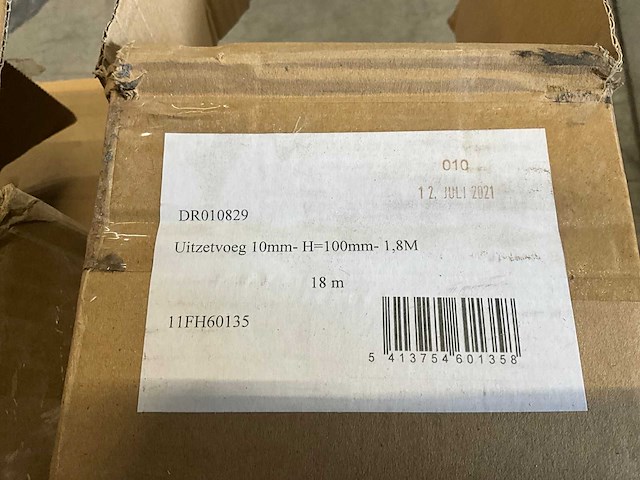 010
12. JULI 2021
DR010829
Uitzetvoeg 10mm- H=100mm- 1,8M
18 m
11FH60135
5 413754 601358